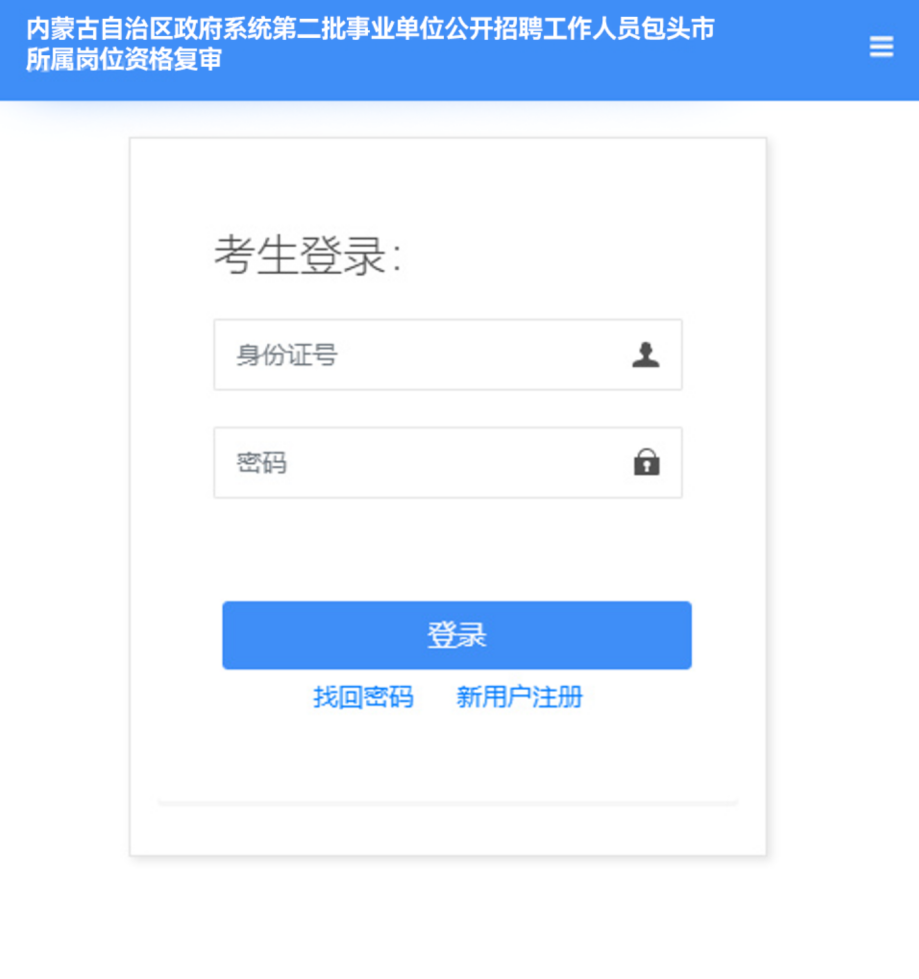 内蒙古自治区政府系统第二批事业单位公开招聘工作人员包头市
所属岗位资格复审
考生登录:
身份证号
密码
登录
找回密码 新用户注册